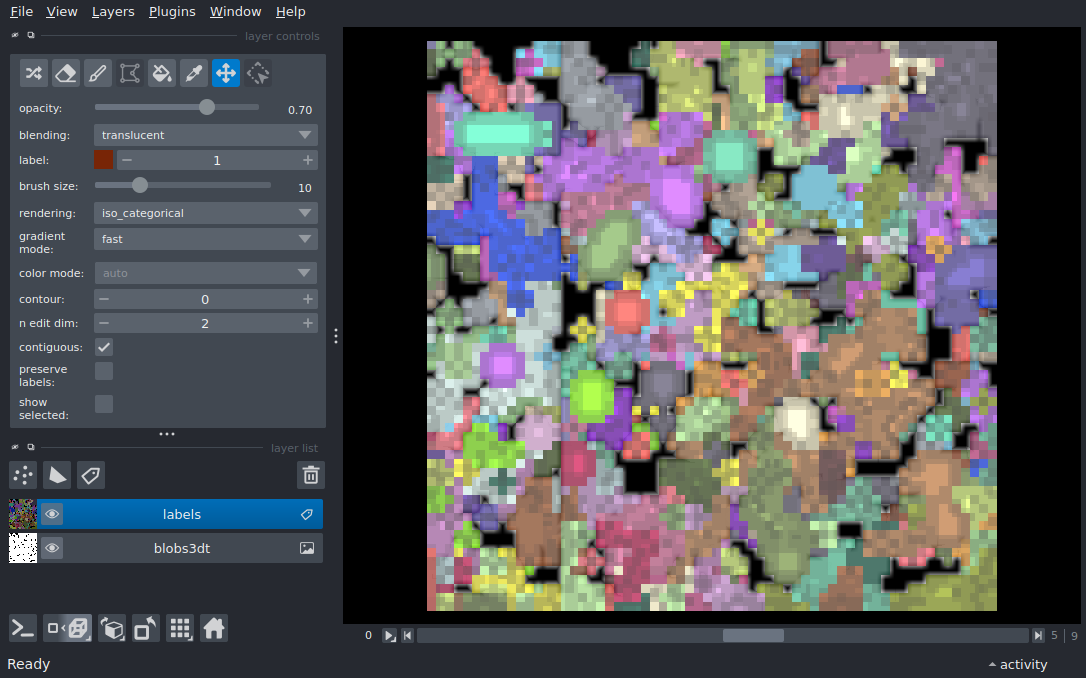 File View Layers Plugins Window Help
layer controls
opacity: 0.70
blending: translucent
label: 1
brush size: 10
rendering: iso_categorical
gradient mode: fast
color mode: auto
contour: 0
n edit dim: 2
contiguous:
preserve labels:
show selected:
layer list
labels
blobs3dt
0 5 9
Ready activity